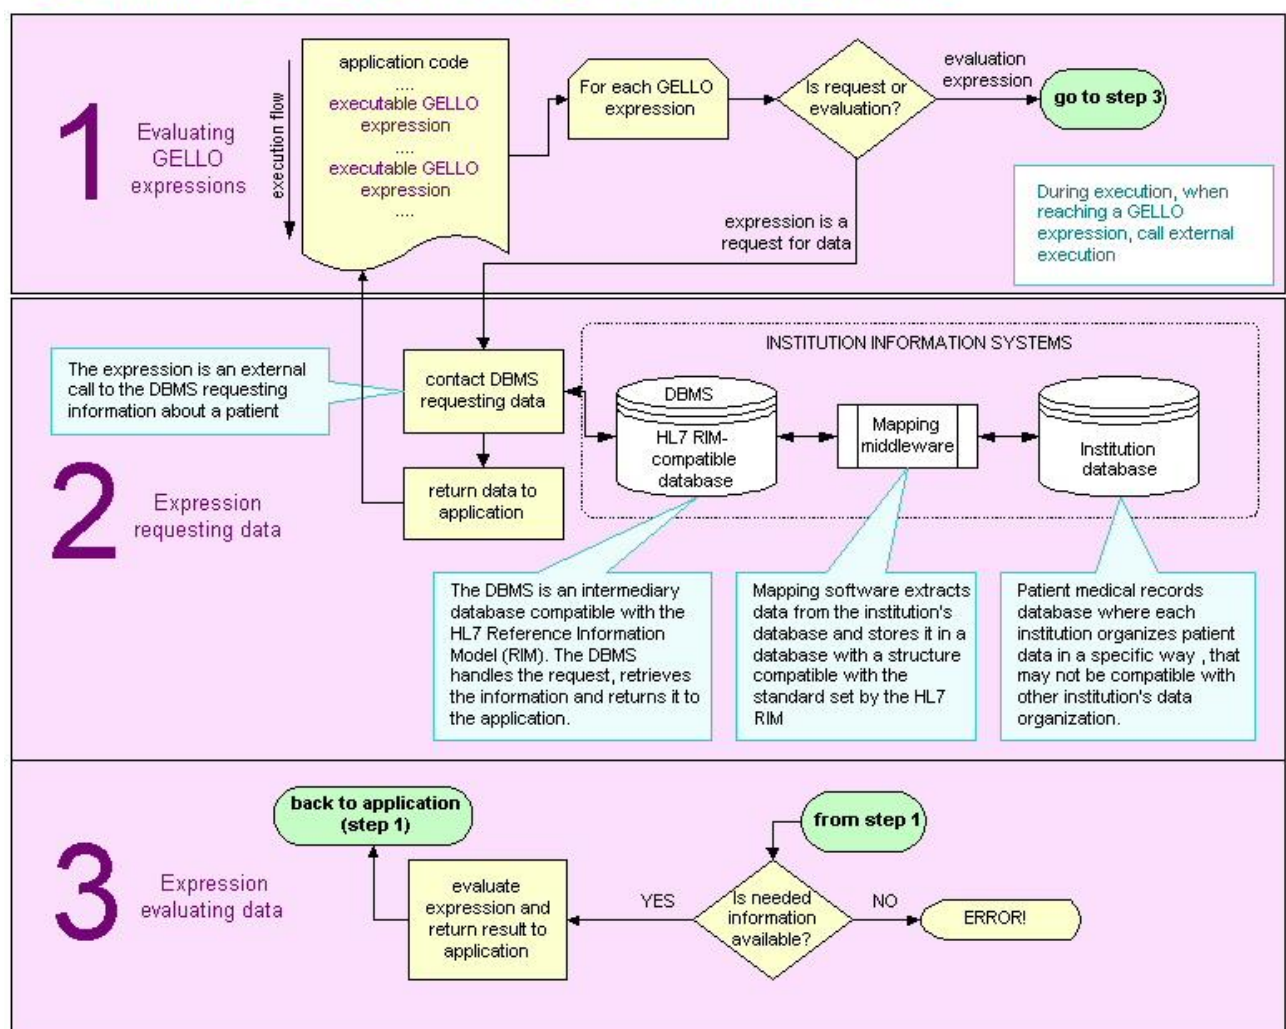 1
Evaluating
GELLO
expressions
execution flow
application code
....
executable GELLO
expression
....
executable GELLO
expression
....
For each GELLO
expression
Is request or
evaluation?
evaluation
expression
go to step 3
expression is a
request for data
During execution, when
reaching a GELLO
expression, call external
execution
2
Expression
requesting data
The expression is an external
call to the DBMS requesting
information about a patient
contact DBMS
requesting data
return data to
application
INSTITUTION INFORMATION SYSTEMS
DBMS
HL7 RIM-
compatible
database
Mapping
middleware
Institution
database
The DBMS is an intermediary
database compatible with the
HL7 Reference Information
Model (RIM). The DBMS
handles the request, retrieves
the information and returns it to
the application.
Mapping software extracts
data from the institution's
database and stores it in a
database with a structure
compatible with the
standard set by the HL7
RIM
Patient medical records
database where each
institution organizes patient
data in a specific way , that
may not be compatible with
other institution's data
organization.
3
Expression
evaluating data
back to application
(step 1)
evaluate
expression and
return result to
application
YES
from step 1
Is needed
information
available?
NO
ERROR!